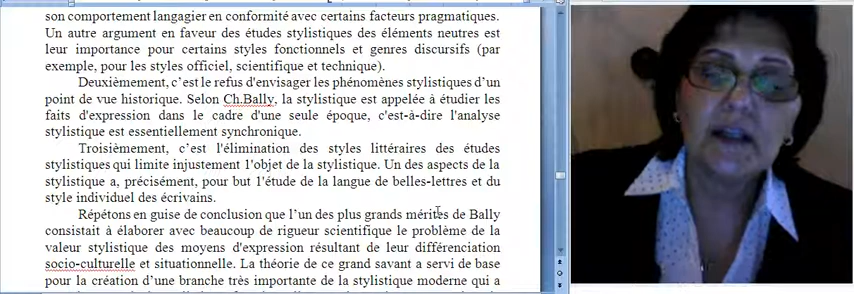 son comportement langagier en conformité avec certains facteurs pragmatiques.
Un autre argument en faveur des études stylistiques des éléments neutres est
leur importance pour certains styles fonctionnels et genres discursifs (par
exemple, pour les styles officiel, scientifique et technique).
Deuxièmement, c’est le refus d'envisager les phénomènes stylistiques d’un
point de vue historique. Selon Ch.Bally, la stylistique est appelée à étudier les
faits d'expression dans le cadre d'une seule époque, c'est-à-dire l'analyse
stylistique est essentiellement synchronique.
Troisièmement, c’est l'élimination des styles littéraires des études
stylistiques qui limite injustement l’objet de la stylistique. Un des aspects de la
stylistique a, précisément, pour but l'étude de la langue de belles-lettres et du
style individuel des écrivains.
Répétons en guise de conclusion que l’un des plus grands mérites de Bally
consistait à élaborer avec beaucoup de rigueur scientifique le problème de la
valeur stylistique des moyens d'expression résultant de leur différenciation
socio-culturelle et situationnelle. La théorie de ce grand savant a servi de base
pour la création d’une branche très importante de la stylistique moderne qui a